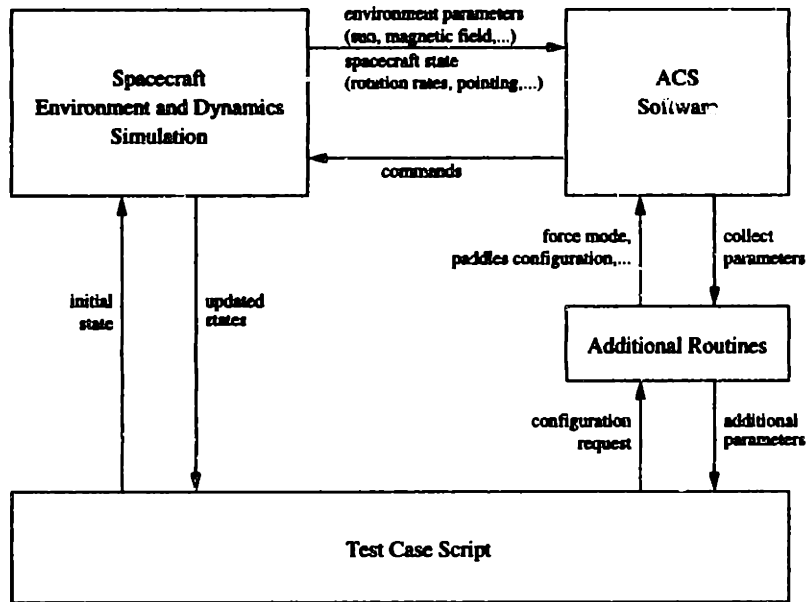 environment parameters
(sun, magnetic field,...)
spacecraft state
(rotation rates, pointing,...)
Spacecraft
Environment and Dynamics
Simulation
ACS
Software
commands
force mode,
paddles configuration,...
collect
parameters
initial
state
updated
states
Additional Routines
configuration
request
additional
parameters
Test Case Script